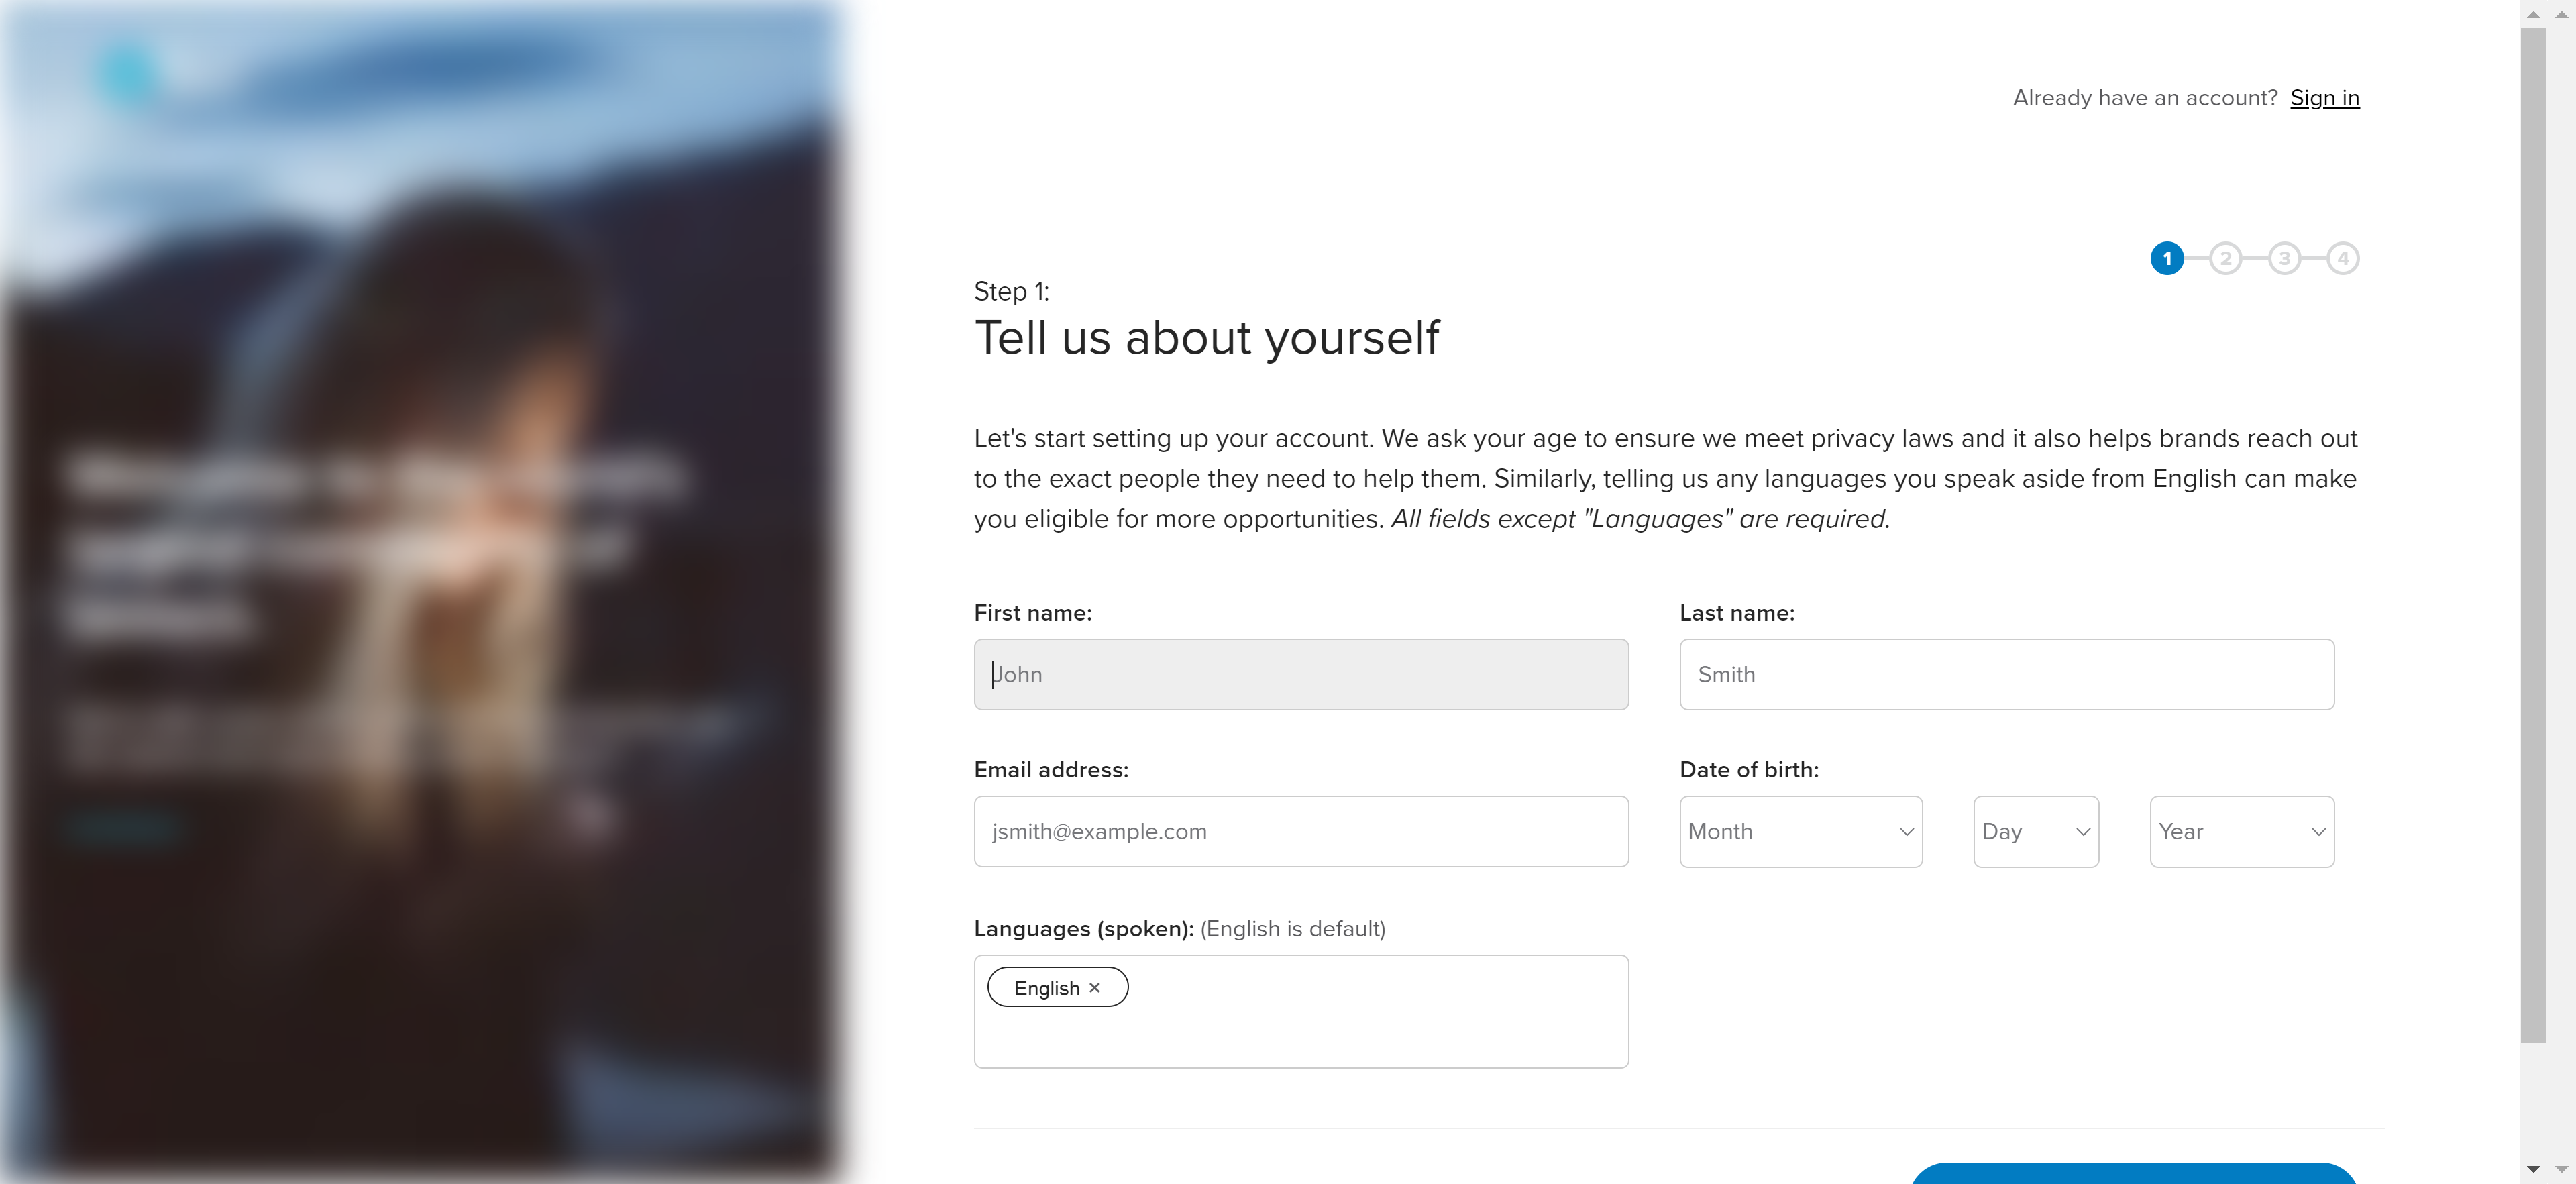 Already have an account? Sign in
1 2 3 4
Step 1:
Tell us about yourself
Let's start setting up your account. We ask your age to ensure we meet privacy laws and it also helps brands reach out
to the exact people they need to help them. Similarly, telling us any languages you speak aside from English can make
you eligible for more opportunities. All fields except "Languages" are required.
First name:
Last name:
John
Smith
Email address:
Date of birth:
jsmith@example.com
Month
Day
Year
Languages (spoken): (English is default)
English ×